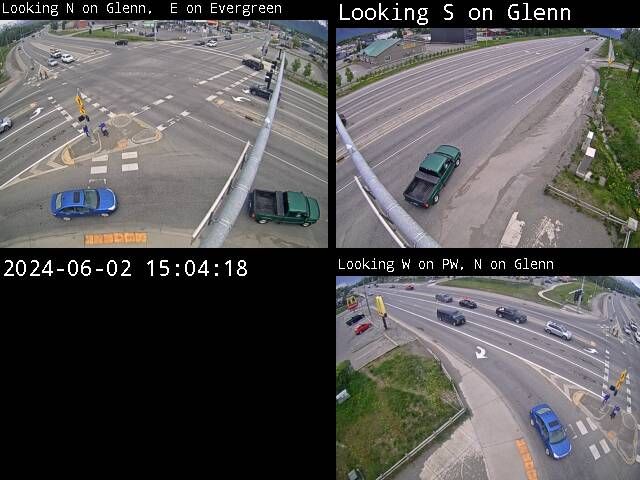 Looking N on Glenn,  E on Evergreen
Looking S on Glenn
2024-06-02 15:04:18
Looking W on PW, N on Glenn